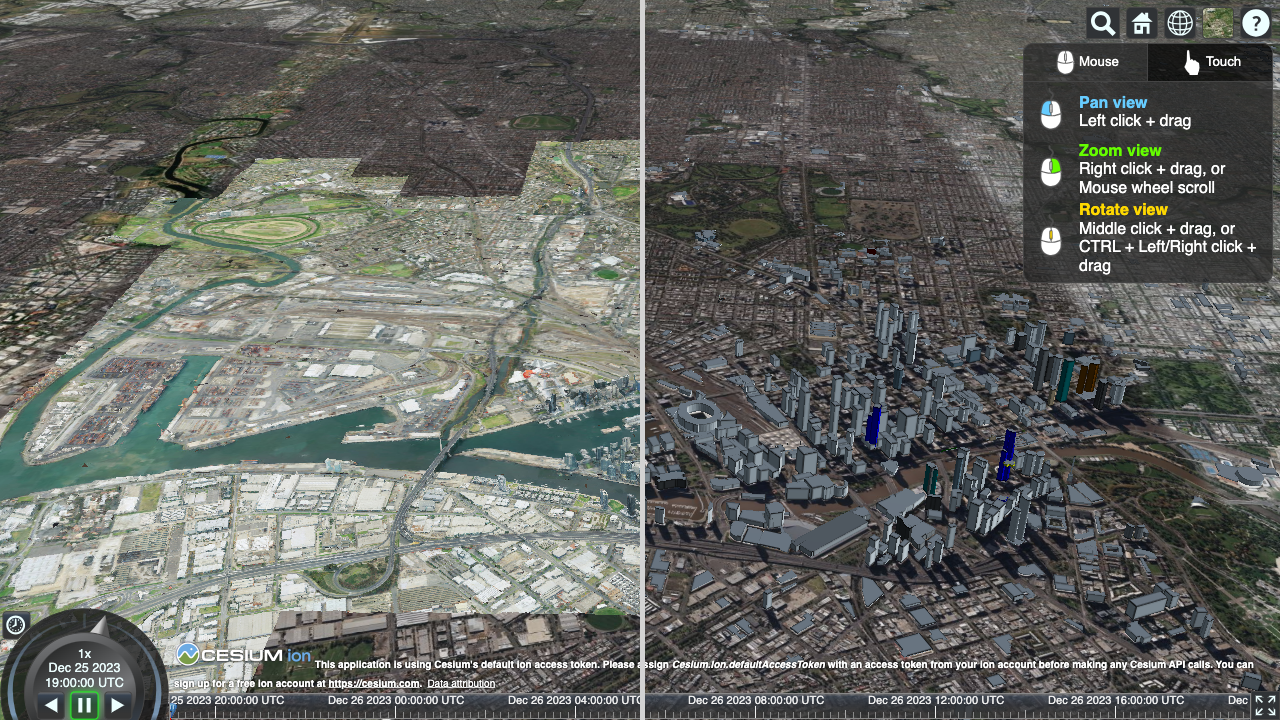 Mouse
Touch
Pan view
Left click + drag
Zoom view
Right click + drag, or
Mouse wheel scroll
Rotate view
Middle click + drag, or
CTRL + Left/Right click +
drag
1x
Dec 25 2023
19:00:00 UTC
CESIUM ion
This application is using Cesium's default ion access token. Please assign Cesium.Ion.defaultAccessToken with an access token from your ion account before making any Cesium API calls. You can
sign up for a free ion account at https://cesium.com. Data attribution
25 2023 20:00:00 UTC
Dec 26 2023 00:00:00 UTC
Dec 26 2023 04:00:00 UTC
Dec 26 2023 08:00:00 UTC
Dec 26 2023 12:00:00 UTC
Dec 26 2023 16:00:00 UTC
Dec